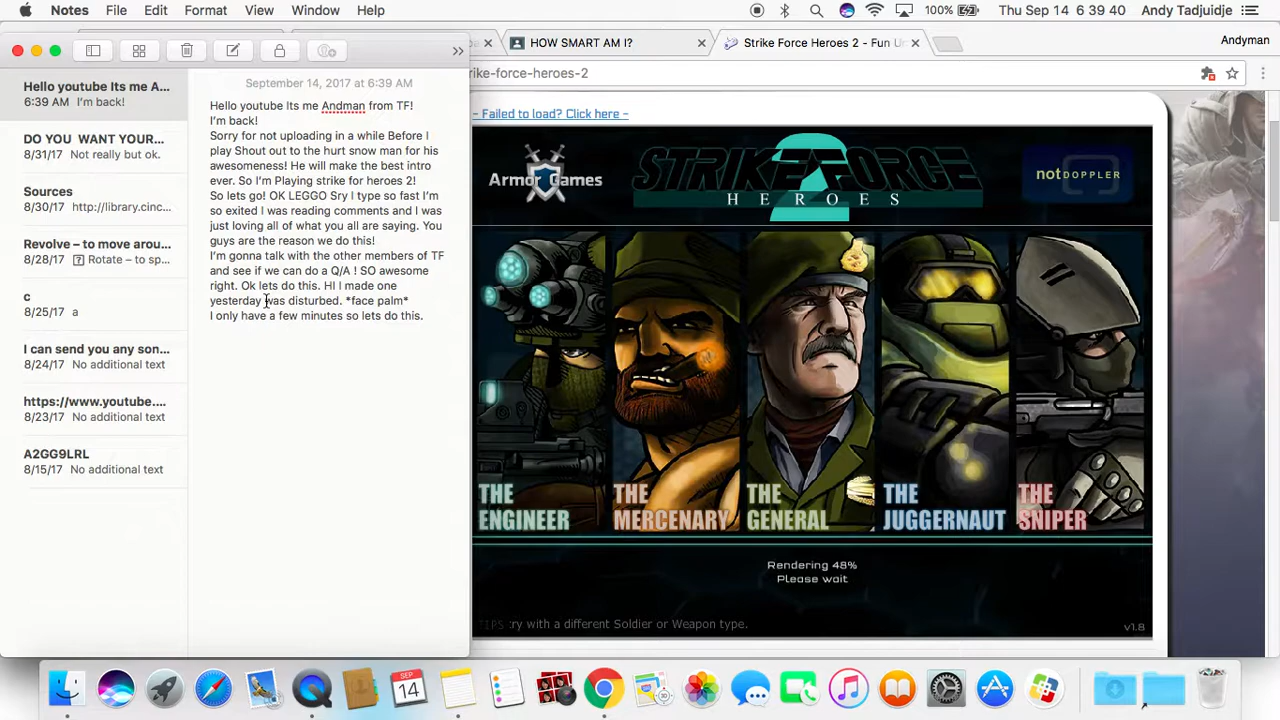 Notes File Edit Format View Window Help 100% Thu Sep 14 6 39 40 Andy Tadjuidje
HOW SMART AM I?
Strike Force Heroes 2 - Fun Un
Andyman
rike-force-heroes-2
Hello youtube Its me A...
6:39 AM I'm back!
DO YOU WANT YOUR...
8/31/17 Not really but ok.
Sources
8/30/17 http://library.cinc...
Revolve – to move arou...
8/28/17 ? Rotate – to sp...
c
8/25/17 a
I can send you any son...
8/24/17 No additional text
https://www.youtube....
8/23/17 No additional text
A2GG9LRL
8/15/17 No additional text
September 14, 2017 at 6:39 AM
Hello youtube Its me Andman from TF!
I'm back!
Sorry for not uploading in a while Before I
play Shout out to the hurt snow man for his
awesomeness! He will make the best intro
ever. So I'm Playing strike for heroes 2!
So lets go! OK LEGGO Sry I type so fast I'm
so exited I was reading comments and I was
just loving all of what you all are saying. You
guys are the reason we do this!
I'm gonna talk with the other members of TF
and see if we can do a Q/A ! SO awesome
right. Ok lets do this. HI I made one
yesterday was disturbed. *face palm*
I only have a few minutes so lets do this.
- Failed to load? Click here -
Armor Games
STRIKE FORCE
2
HEROES
notDOPPLER
THE ENGINEER
THE MERCENARY
THE GENERAL
THE JUGGERNAUT
THE SNIPER
Rendering 48%
Please wait
TIPS :ry with a different Soldier or Weapon type.
v1.8
SEP
14